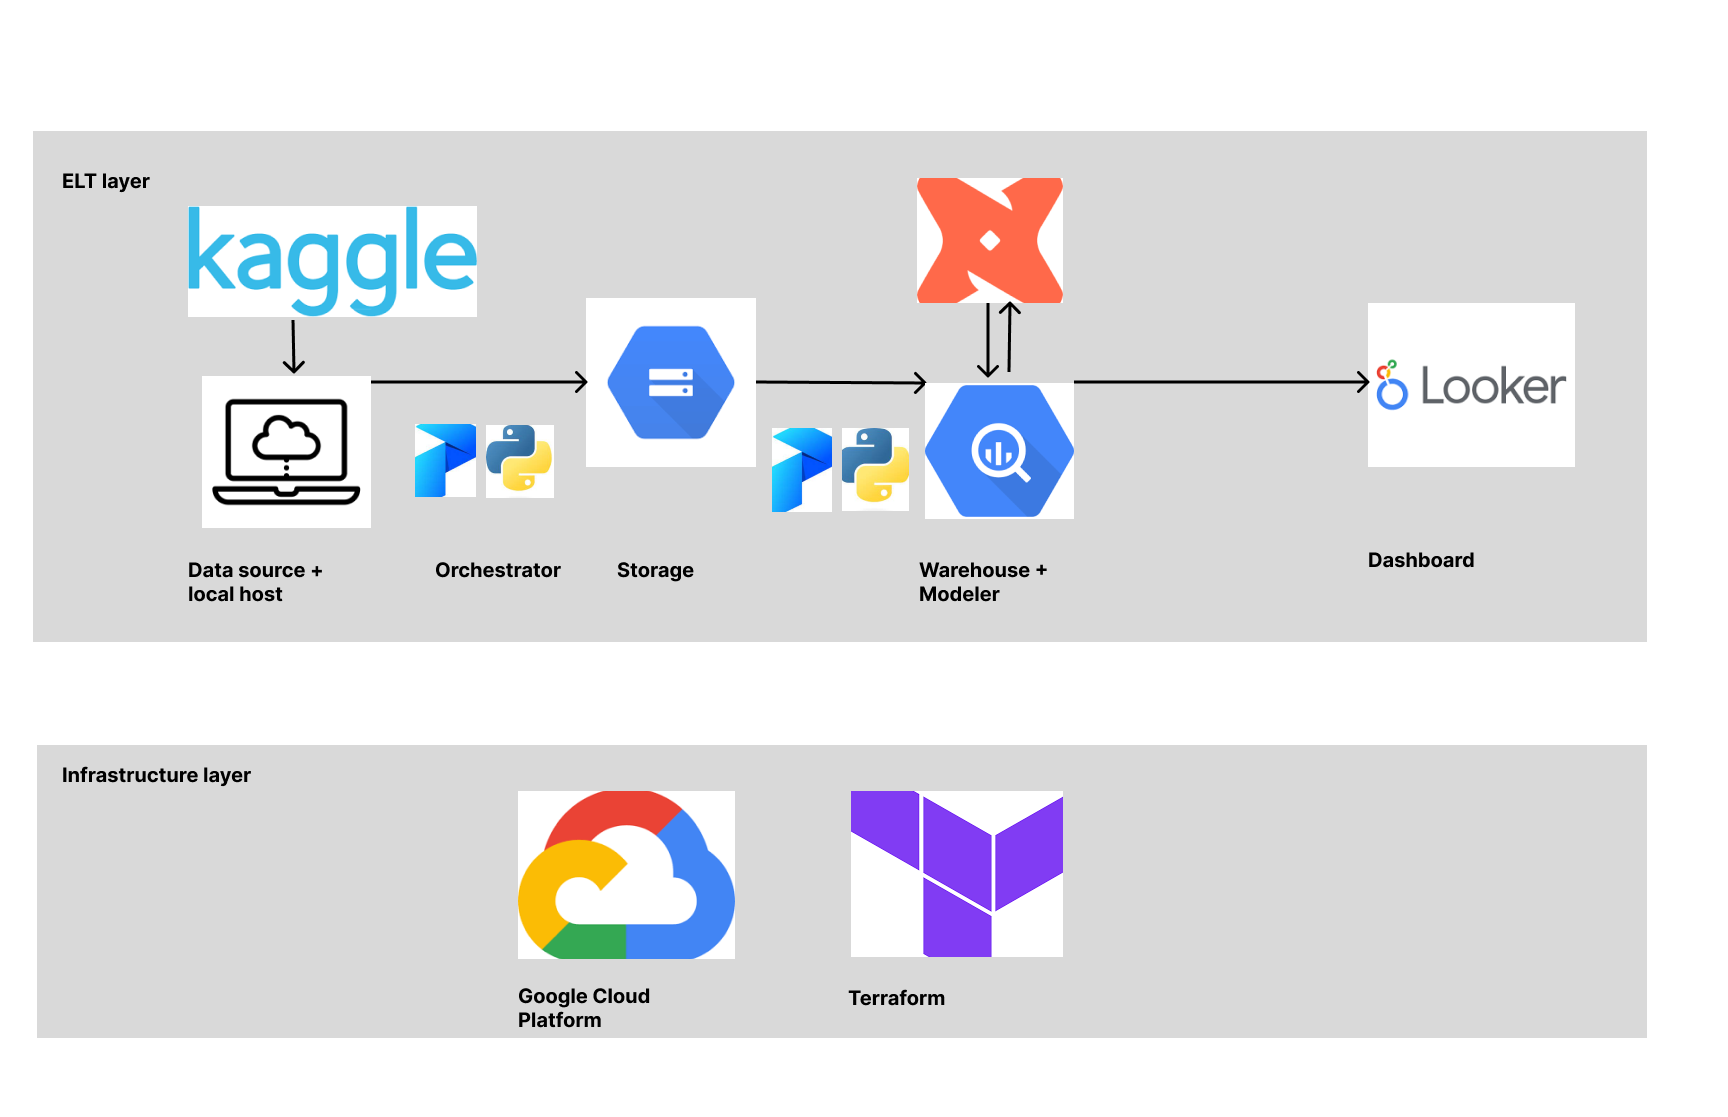 ELT layer
kaggle
Looker
Data source +
local host
Orchestrator
Storage
Warehouse +
Modeler
Dashboard
Infrastructure layer
Google Cloud
Platform
Terraform